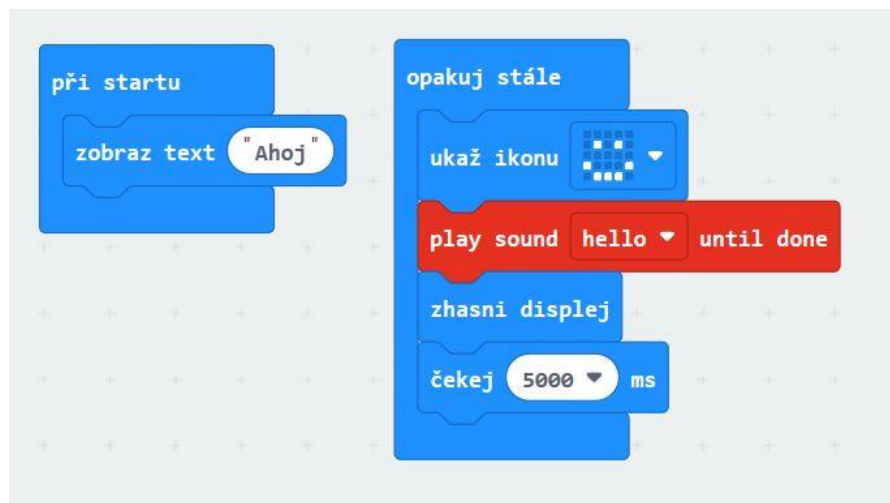 při startu
zobraz text "Ahoj"
opakuj stále
ukaž ikonu
play sound hello until done
zhasni displej
čekej 5000 ms